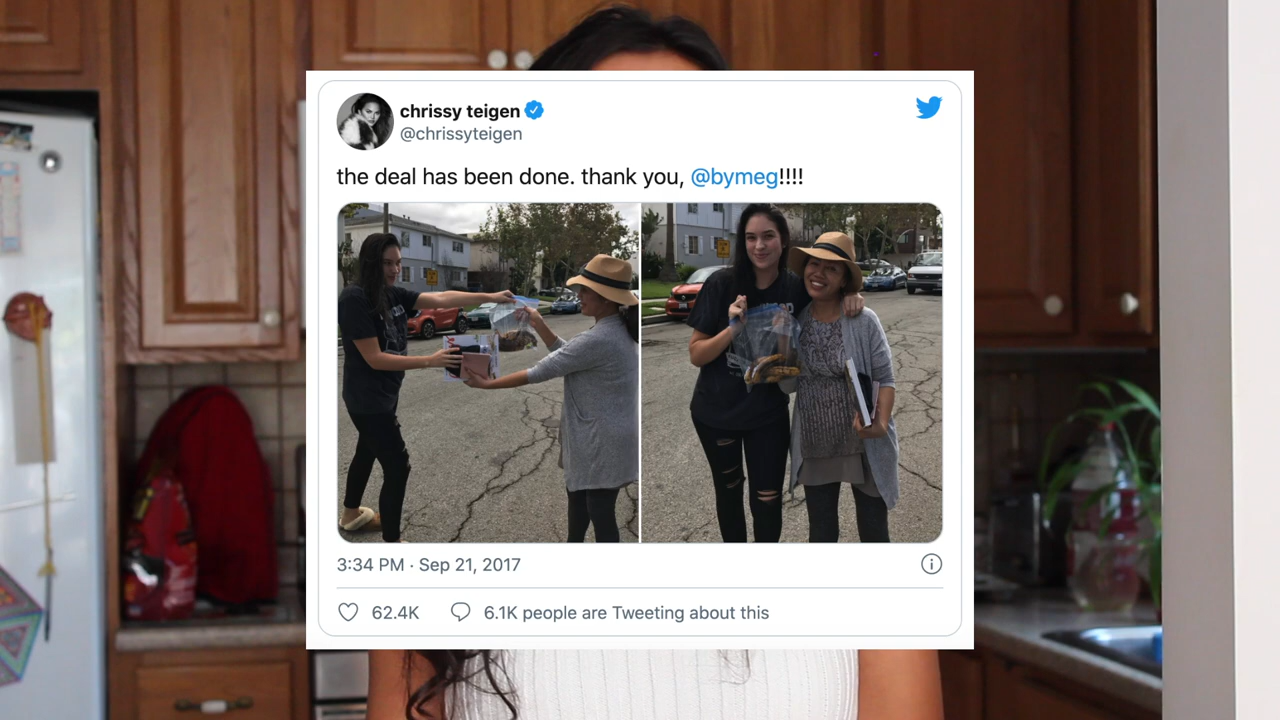 chrissy teigen
@chrissyteigen
the deal has been done. thank you, @bymeg!!!!
3:34 PM · Sep 21, 2017
62.4K
6.1K people are Tweeting about this